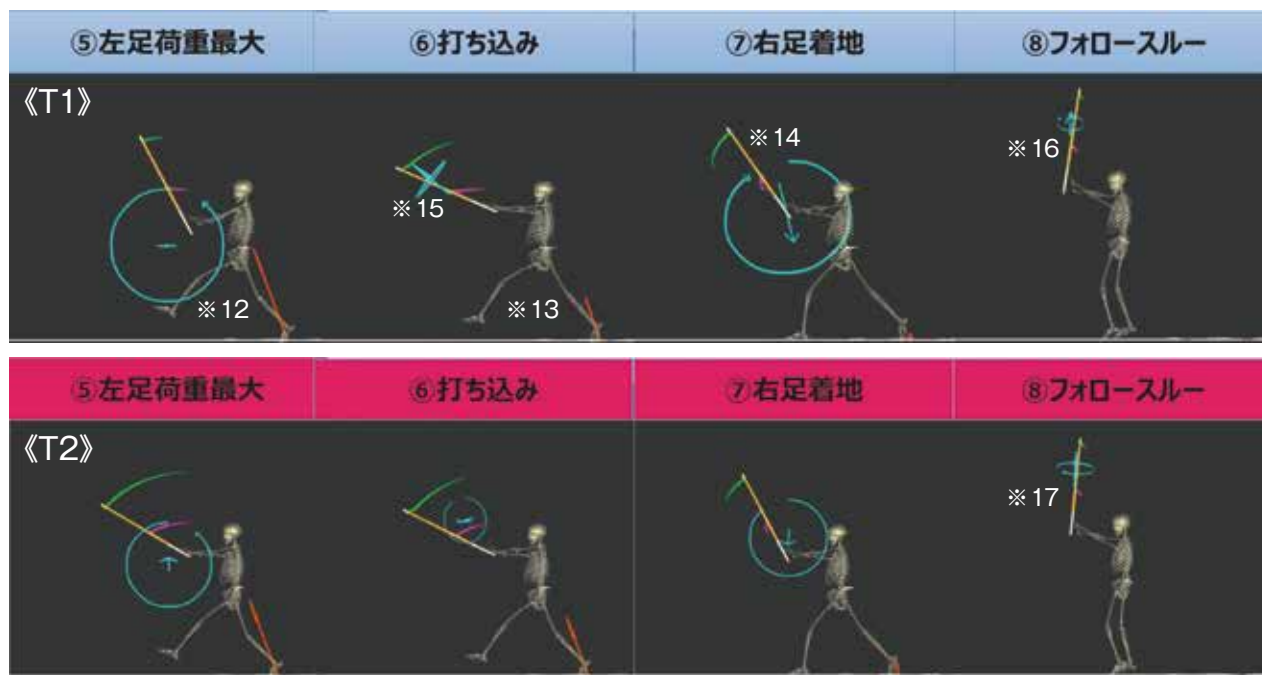 ⑤左足荷重最大
⑥打ち込み
⑦右足着地
⑧フォロースルー
《T1》
※14
※16
※15
※12
※13
⑤左足荷重最大
⑥打ち込み
⑦右足着地
⑧フォロースルー
《T2》
※17